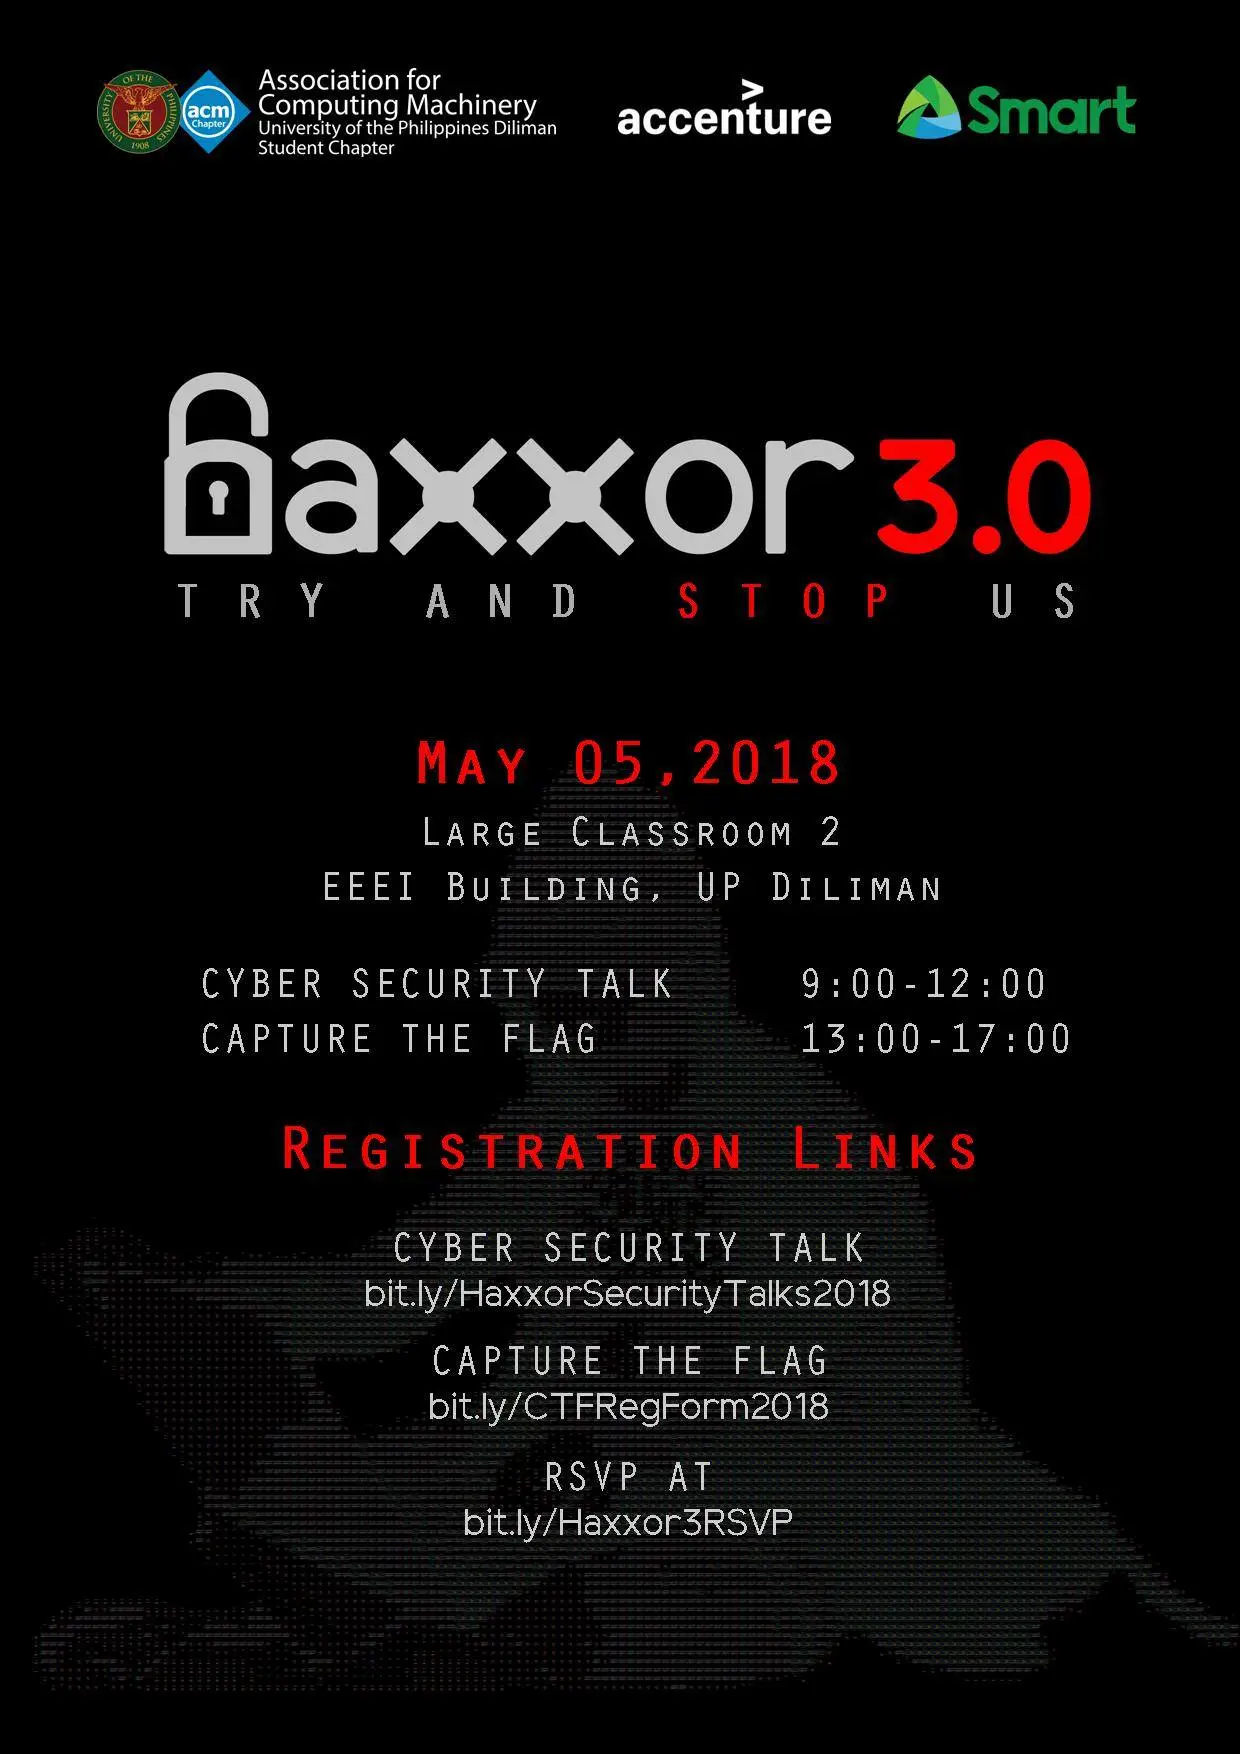 UNIVERSITY OF THE PHILIPPINES
1908
acm
Chapter
Association for
Computing Machinery
University of the Philippines Diliman
Student Chapter
>
accenture
Smart
haxxor 3.0
TRY AND STOP US
MAY 05,2018
LARGE CLASSROOM 2
EEEI BUILDING, UP DILIMAN
CYBER SECURITY TALK 9:00-12:00
CAPTURE THE FLAG 13:00-17:00
REGISTRATION LINKS
CYBER SECURITY TALK
bit.ly/HaxxorSecurityTalks2018
CAPTURE THE FLAG
bit.ly/CTFRegForm2018
RSVP AT
bit.ly/Haxxor3RSVP